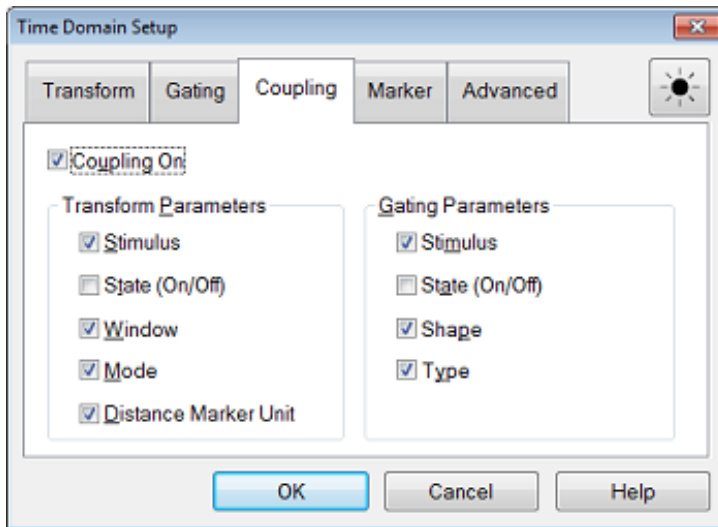 Time Domain Setup
Transform Gating Coupling Marker Advanced
Coupling On
Transform Parameters
Stimulus
State (On/Off)
Window
Mode
Distance Marker Unit
Gating Parameters
Stimulus
State (On/Off)
Shape
Type
OK Cancel Help